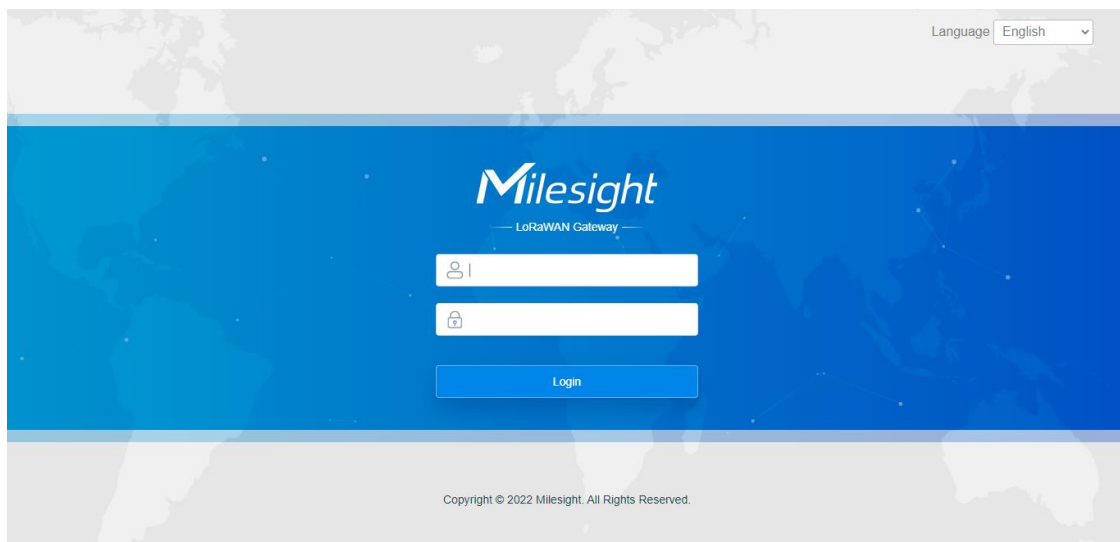 Language English
Milesight
LoRaWAN Gateway
Login
Copyright © 2022 Milesight. All Rights Reserved.